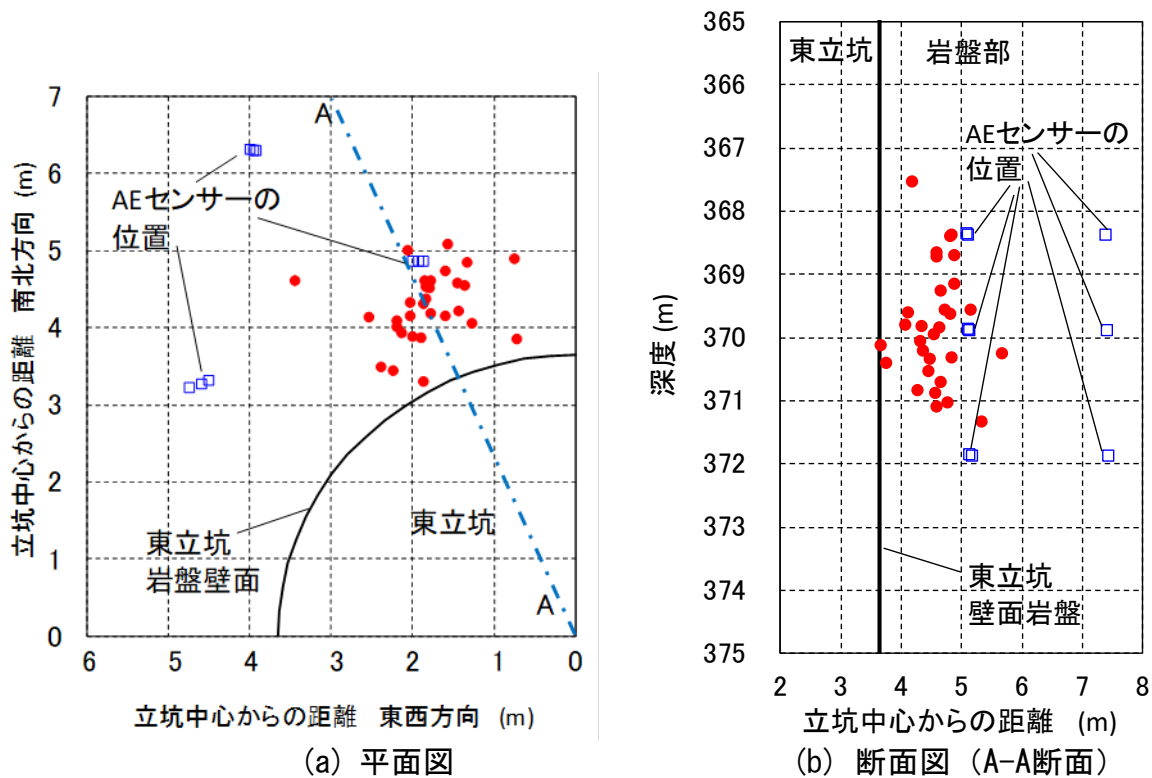 7
6
5
4
3
2
1
0
立坑中心からの距離 南北方向 (m)
A
AEセンサーの
位置
東立坑
岩盤壁面
東立坑
A
6
5
4
3
2
1
0
立坑中心からの距離 東西方向 (m)
(a) 平面図
365
366
367
368
369
370
371
372
373
374
375
深度 (m)
東立坑
岩盤部
AEセンサーの
位置
東立坑
壁面岩盤
2
3
4
5
6
7
8
立坑中心からの距離 (m)
(b) 断面図 (A-A断面)